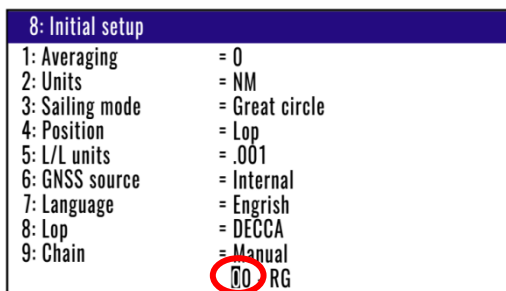 8: Initial setup
1: Averaging = 0
2: Units = NM
3: Sailing mode = Great circle
4: Position = Lop
5: L/L units = .001
6: GNSS source = Internal
7: Language = Engrish
8: Lop = DECCA
9: Chain = Manual
00 - RG